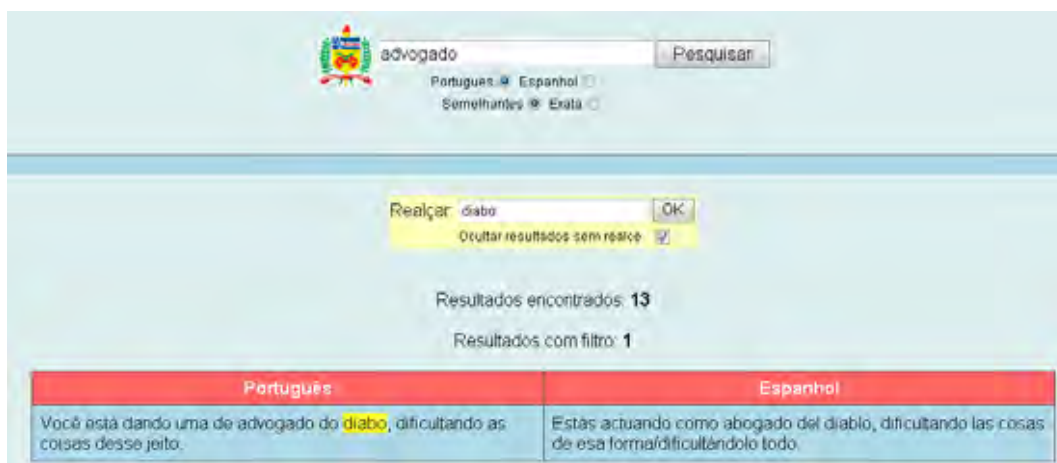 advogado Pesquisar
Português Espanhol
Semelhantes Exata
Realçar diabo OK
Ocultar resultados sem realce
Resultados encontrados: 13
Resultados com filtro: 1
Português Espanhol
Você está dando uma de advogado do diabo, dificultando as
coisas desse jeito.
Estás actuando como abogado del diablo, dificultando las cosas
de esa forma/dificultándolo todo.